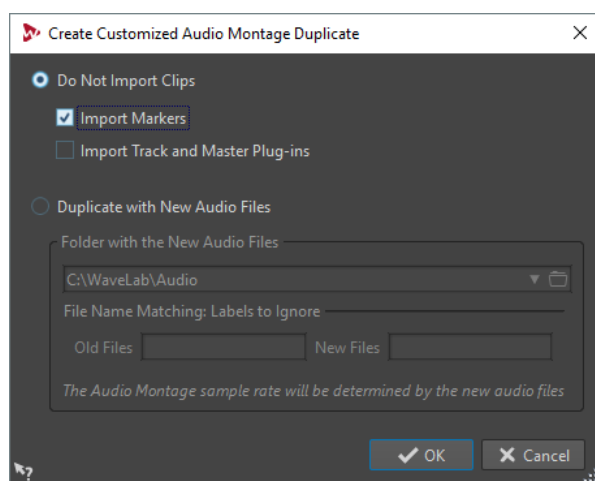 Create Customized Audio Montage Duplicate
Do Not Import Clips
Import Markers
Import Track and Master Plug-ins
Duplicate with New Audio Files
Folder with the New Audio Files
C:\WaveLab\Audio
File Name Matching: Labels to Ignore
Old Files New Files
The Audio Montage sample rate will be determined by the new audio files
OK Cancel
?